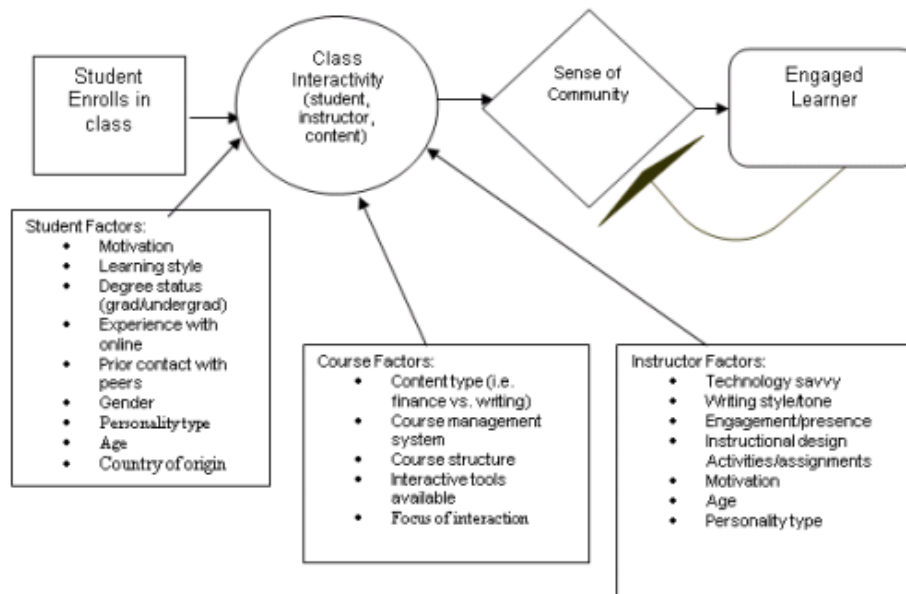 Student
Enrolls in
class
Class
Interactivity
(student,
instructor,
content)
Sense of
Community
Engaged
Learner
Student Factors:
• Motivation
• Learning style
• Degree status
(grad/undergrad)
• Experience with
online
• Prior contact with
peers
• Gender
• Personality type
• Age
• Country of origin
Course Factors:
• Content type (i.e.
finance vs. writing)
• Course management
system
• Course structure
• Interactive tools
available
• Focus of interaction
Instructor Factors:
• Technology savvy
• Writing style/tone
• Engagement/presence
• Instructional design
Activities/assignments
• Motivation
• Age
• Personality type